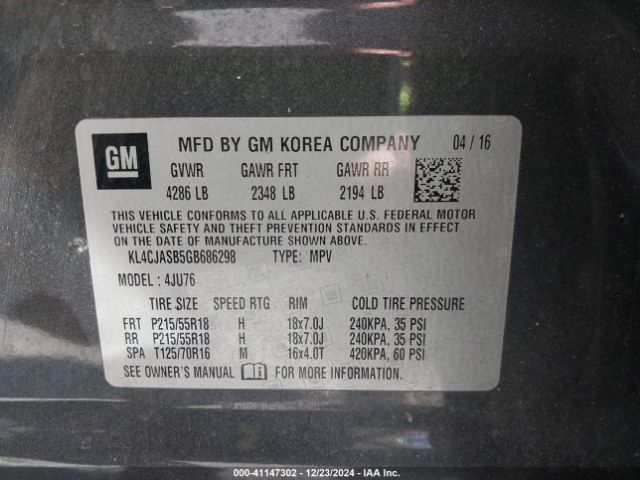 GM
MFD BY GM KOREA COMPANY 04 / 16
GVWR GAWR FRT GAWR RR
4286 LB 2348 LB 2194 LB
THIS VEHICLE CONFORMS TO ALL APPLICABLE U.S. FEDERAL MOTOR
VEHICLE SAFETY AND THEFT PREVENTION STANDARDS IN EFFECT
ON THE DATE OF MANUFACTURE SHOWN ABOVE.
KL4CJASB5GB686298 TYPE: MPV
MODEL : 4JU76
TIRE SIZE SPEED RTG RIM COLD TIRE PRESSURE
FRT P215/55R18 H 18x7.0J 240KPA, 35 PSI
RR P215/55R18 H 18x7.0J 240KPA, 35 PSI
SPA T125/70R16 M 16x4.0T 420KPA, 60 PSI
SEE OWNER'S MANUAL FOR MORE INFORMATION.
000-41147302 - 12/23/2024 - IAA Inc.